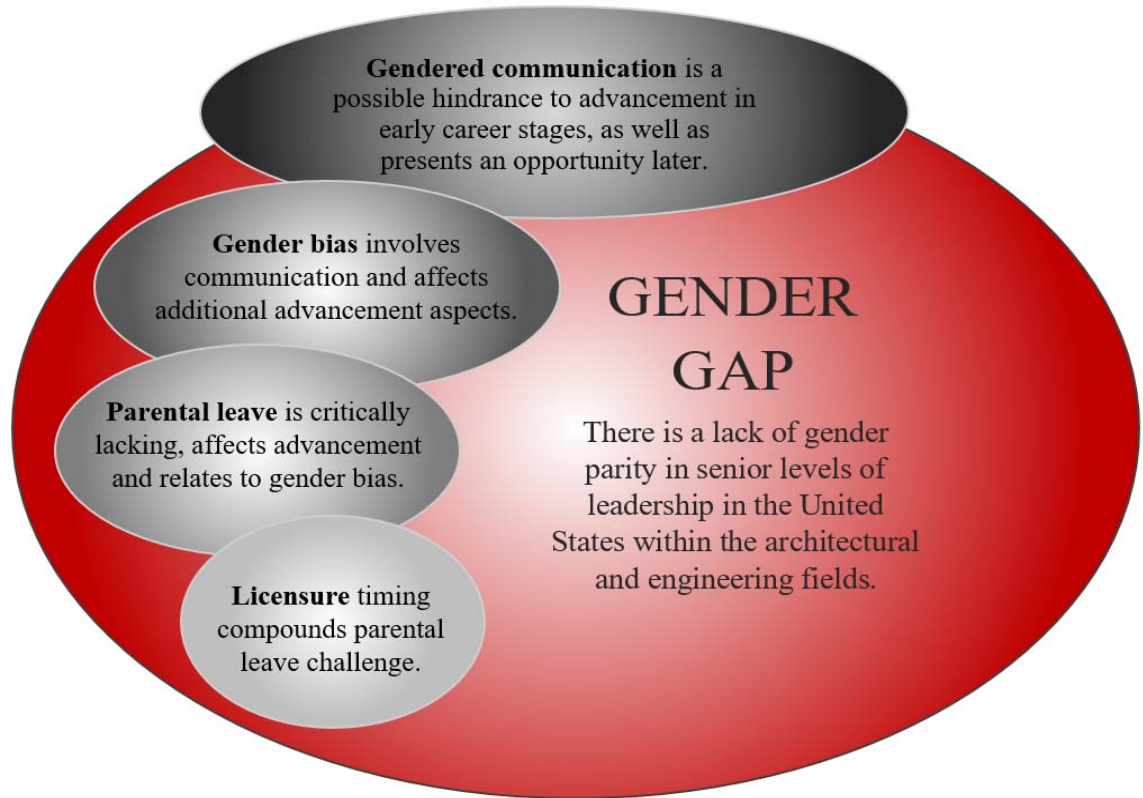 Gendered communication is a
possible hindrance to advancement in
early career stages, as well as
presents an opportunity later.
Gender bias involves
communication and affects
additional advancement aspects.
Parental leave is critically
lacking, affects advancement
and relates to gender bias.
Licensure timing
compounds parental
leave challenge.
GENDER
GAP
There is a lack of gender
parity in senior levels of
leadership in the United
States within the architectural
and engineering fields.